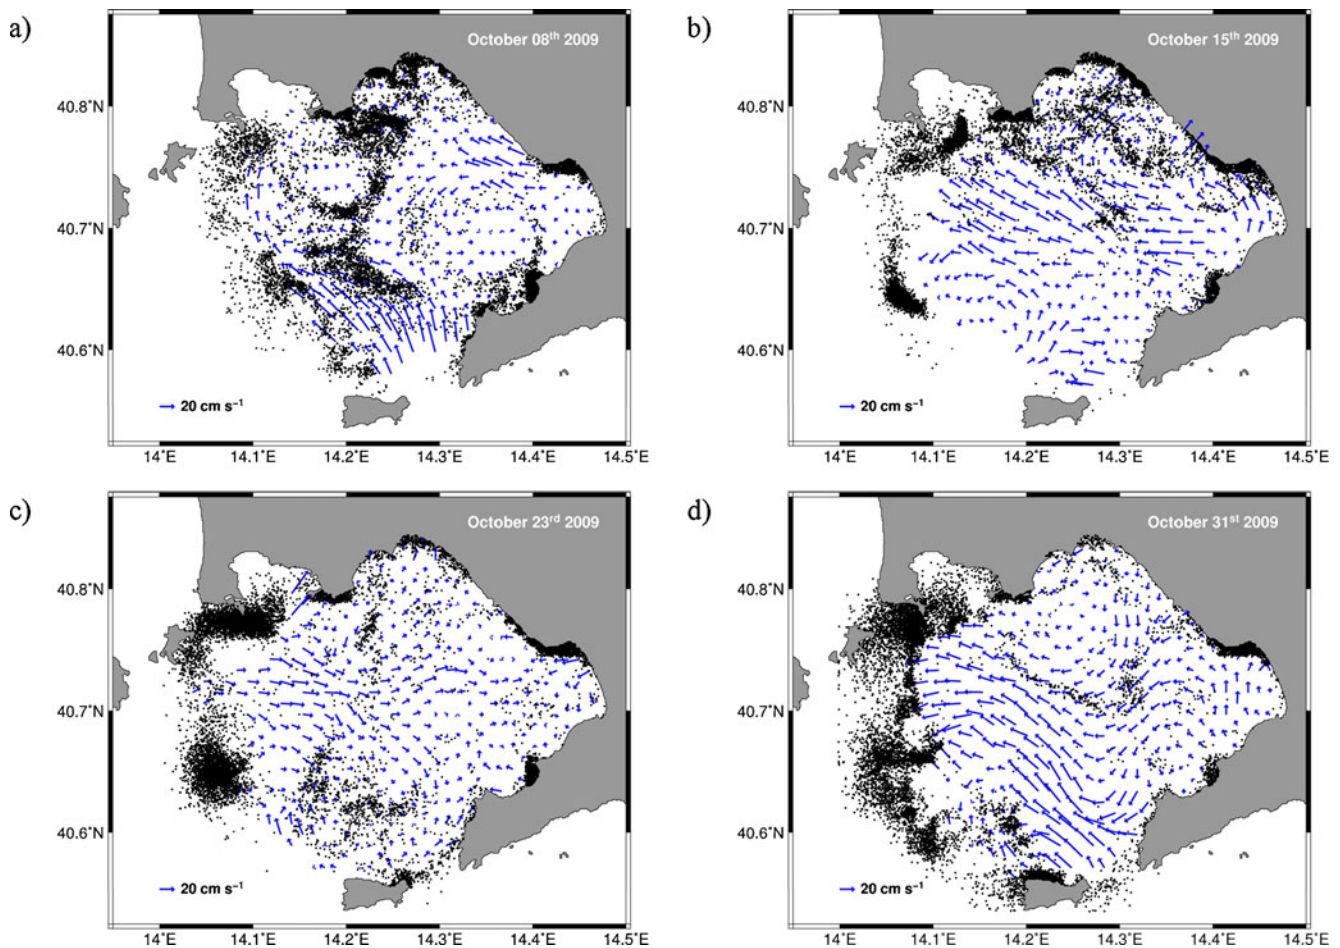 a)
October 08th 2009
40.8°N
40.7°N
40.6°N
20 cm s⁻¹
14°E 14.1°E 14.2°E 14.3°E 14.4°E 14.5°E
b)
October 15th 2009
40.8°N
40.7°N
40.6°N
20 cm s⁻¹
14°E 14.1°E 14.2°E 14.3°E 14.4°E 14.5°E
c)
October 23rd 2009
40.8°N
40.7°N
40.6°N
20 cm s⁻¹
14°E 14.1°E 14.2°E 14.3°E 14.4°E 14.5°E
d)
October 31st 2009
40.8°N
40.7°N
40.6°N
20 cm s⁻¹
14°E 14.1°E 14.2°E 14.3°E 14.4°E 14.5°E